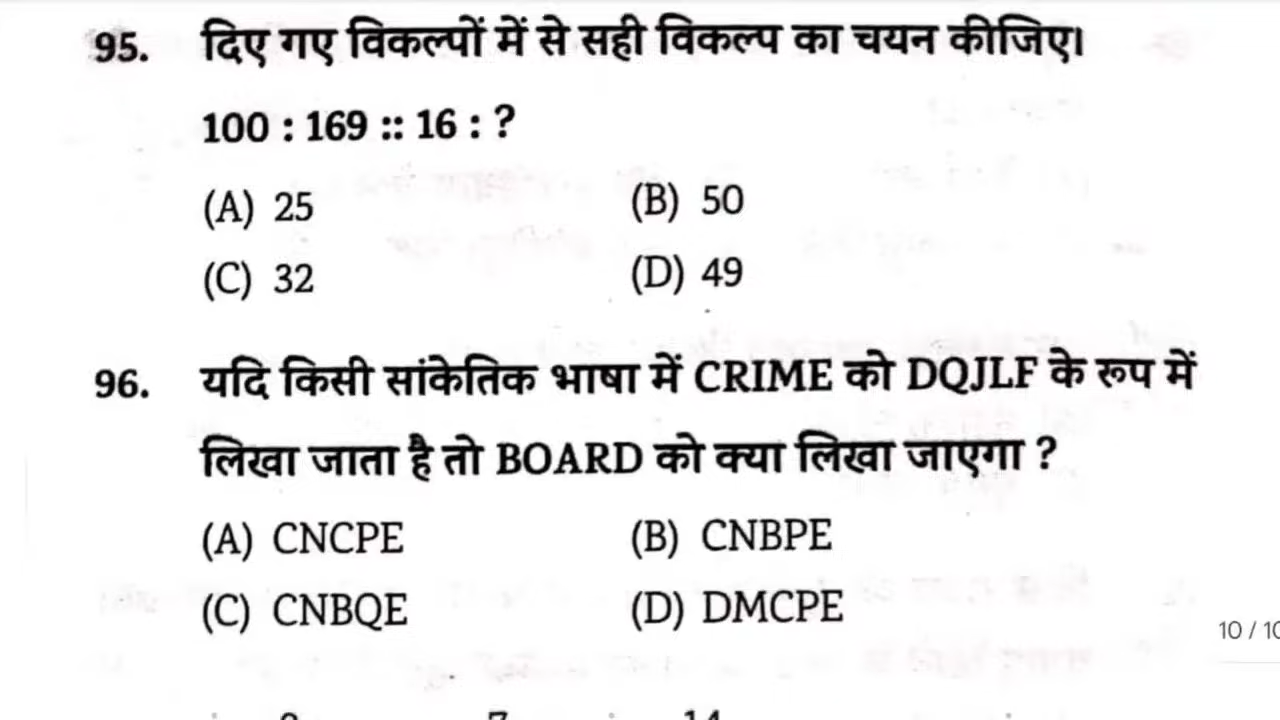 95. दिए गए विकल्पों में से सही विकल्प का चयन कीजिए।
100 : 169 :: 16 : ?
(A) 25 (B) 50
(C) 32 (D) 49
96. यदि किसी सांकेतिक भाषा में CRIME को DQJLF के रूप में
लिखा जाता है तो BOARD को क्या लिखा जाएगा ?
(A) CNCPE (B) CNBPE
(C) CNBQE (D) DMCPE
10 / 10